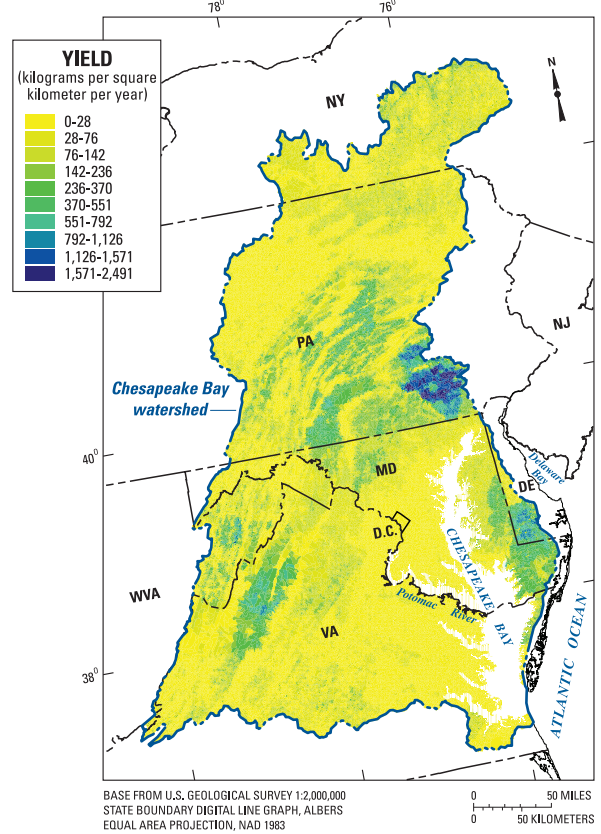 78°
76°
YIELD
(kilograms per square
kilometer per year)
0-28
28-76
76-142
142-236
236-370
370-551
551-792
792-1,126
1,126-1,571
1,571-2,491
N
NY
NJ
PA
Chesapeake Bay
watershed
40°
MD
Delaware
Bay
DE
D.C.
CHESAPEAKE BAY
WVA
Potomac River
VA
ATLANTIC OCEAN
38°
BASE FROM U.S. GEOLOGICAL SURVEY 1:2,000,000
STATE BOUNDARY DIGITAL LINE GRAPH, ALBERS
EQUAL AREA PROJECTION, NAD 1983
0 50 MILES
0 50 KILOMETERS